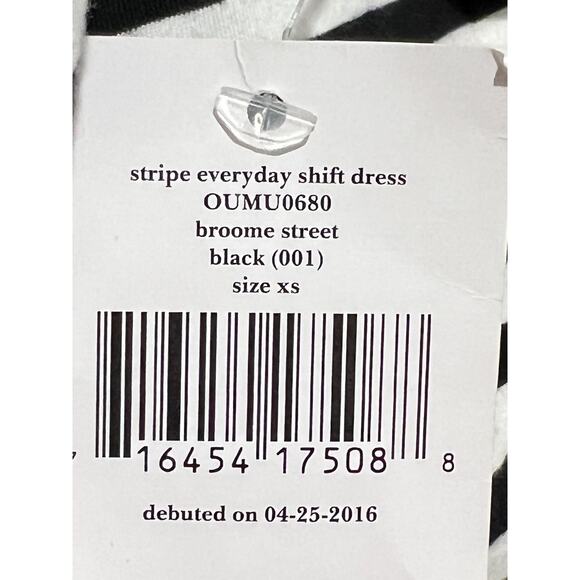 stripe everyday shift dress
OUMU0680
broome street
black (001)
size xs
7 16454 17508 8
debuted on 04-25-2016